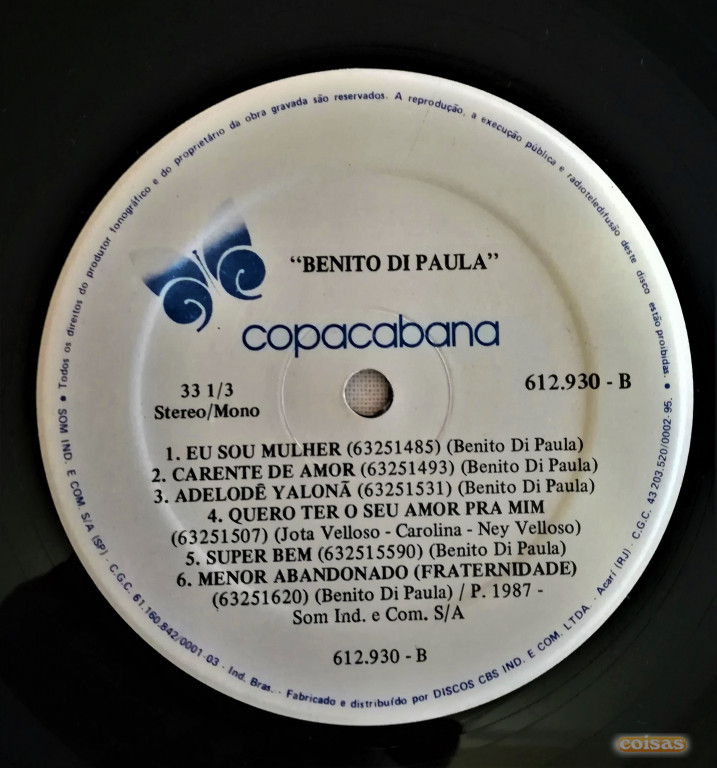 Todos os direitos do produtor fonográfico e do proprietário da obra gravada são reservados. A reprodução, a execução pública e radioteledifusão deste disco estão proibidas.
"BENITO DI PAULA"
copacabana
33 1/3
Stereo/Mono
612.930 - B
1. EU SOU MULHER (63251485) (Benito Di Paula)
2. CARENTE DE AMOR (63251493) (Benito Di Paula)
3. ADELODÊ YALONÃ (63251531) (Benito Di Paula)
4. QUERO TER O SEU AMOR PRA MIM
(63251507) (Jota Velloso - Carolina - Ney Velloso)
5. SUPER BEM (632515590) (Benito Di Paula)
6. MENOR ABANDONADO (FRATERNIDADE)
(63251620) (Benito Di Paula) / P. 1987 -
Som Ind. e Com. S/A
612.930 - B
SOM IND. E COM. S/A (SP). C.G.C. 61.160.842/0001-03 - Ind. Bras. - Fabricado e distribuído por DISCOS CBS IND. E COM. LTDA. - Acarí (RJ). C.G.C. 43 203.520/0002-95.
coisas